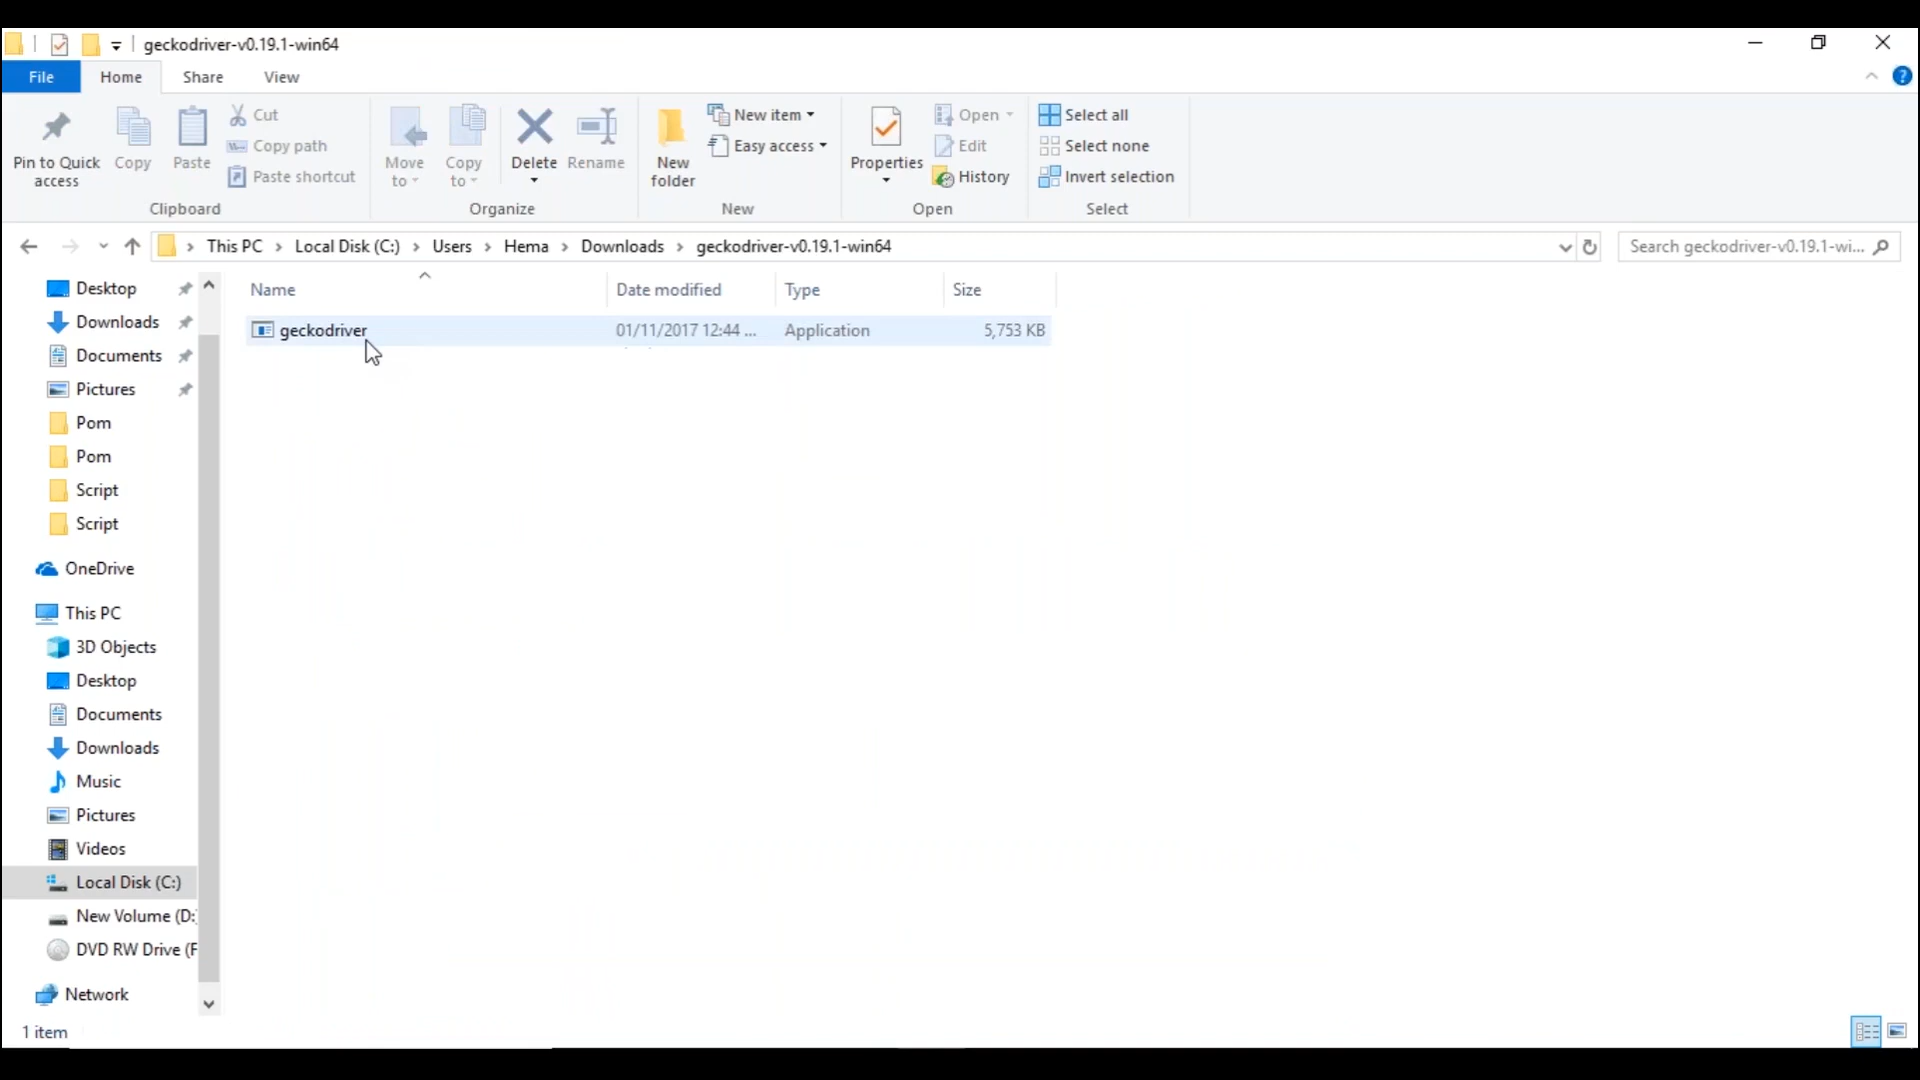 geckodriver-v0.19.1-win64
File Home Share View
Pin to Quick access
Copy
Paste
Cut
Copy path
Paste shortcut
Clipboard
Move to
Copy to
Delete
Rename
Organize
New folder
New item
Easy access
New
Properties
Open
Edit
History
Open
Select all
Select none
Invert selection
Select
This PC > Local Disk (C:) > Users > Hema > Downloads > geckodriver-v0.19.1-win64
Search geckodriver-v0.19.1-wi...
Name Date modified Type Size
geckodriver 01/11/2017 12:44 ... Application 5,753 KB
Desktop
Downloads
Documents
Pictures
Pom
Pom
Script
Script
OneDrive
This PC
3D Objects
Desktop
Documents
Downloads
Music
Pictures
Videos
Local Disk (C:)
New Volume (D:
DVD RW Drive (F
Network
1 item